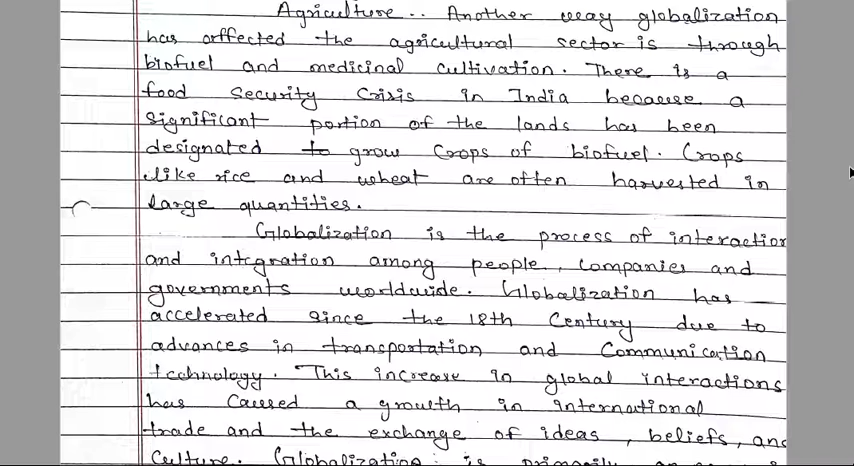 Agriculture.. Another way globalization
has affected the agricultural sector is through
biofuel and medicinal cultivation. There is a
food security crisis in India because a
significant portion of the lands has been
designated to grow crops of biofuel. Crops
like rice and wheat are often harvested in
large quantities.
Globalization is the process of interaction
and integration among people, companies and
governments worldwide. Globalization has
accelerated since the 18th Century due to
advances in transportation and Communication
technology. This increase in global interactions
has caused a growth in international
trade and the exchange of ideas, beliefs, and
Culture. Globalization is primarily